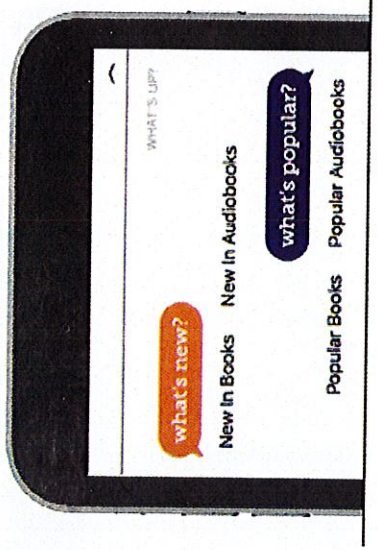 WHAT'S UP?
what's new?
New In Books New In Audiobooks
what's popular?
Popular Books Popular Audiobooks